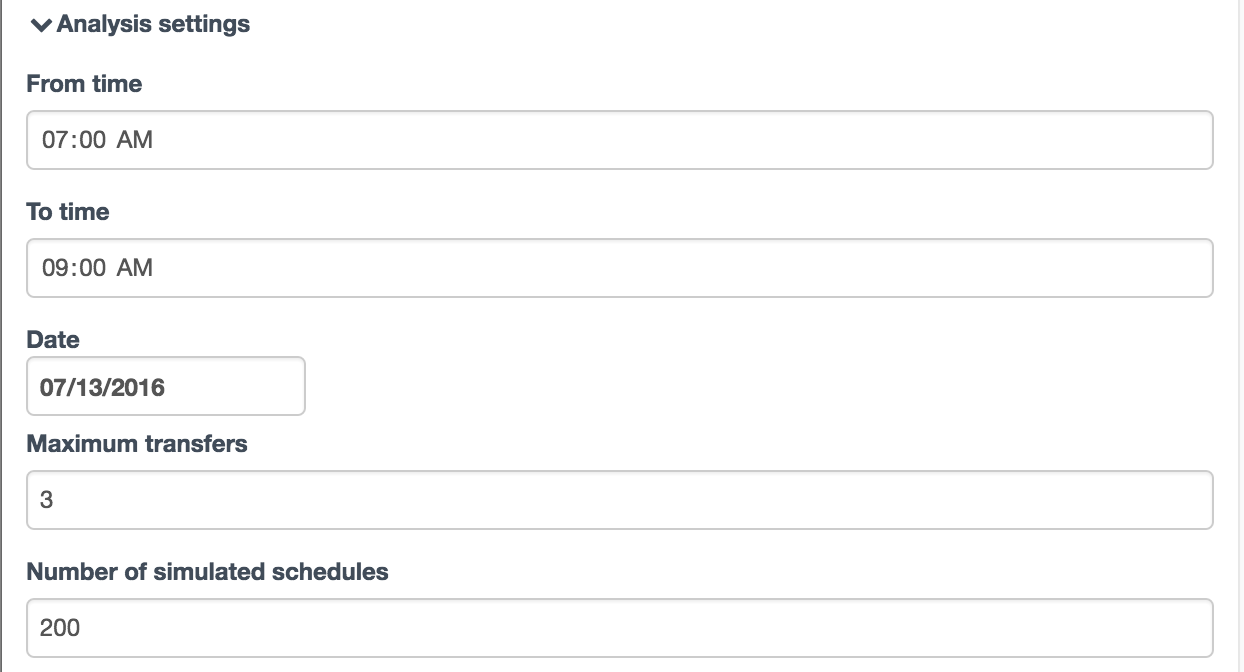 Analysis settings
From time
07:00 AM
To time
09:00 AM
Date
07/13/2016
Maximum transfers
3
Number of simulated schedules
200